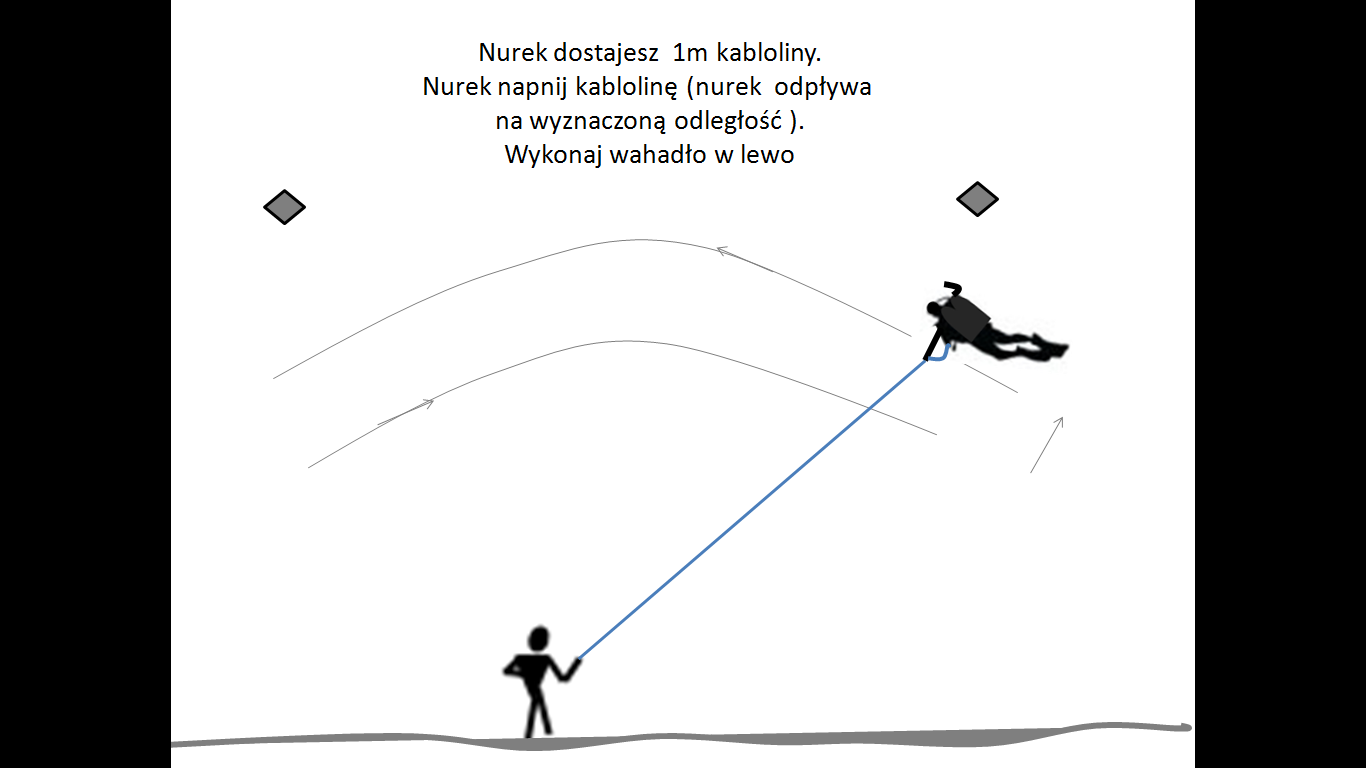 Nurek dostajesz  1m kabloliny.
Nurek napnij kablolinę (nurek  odpływa
na wyznaczoną odległość ).
Wykonaj wahadło w lewo